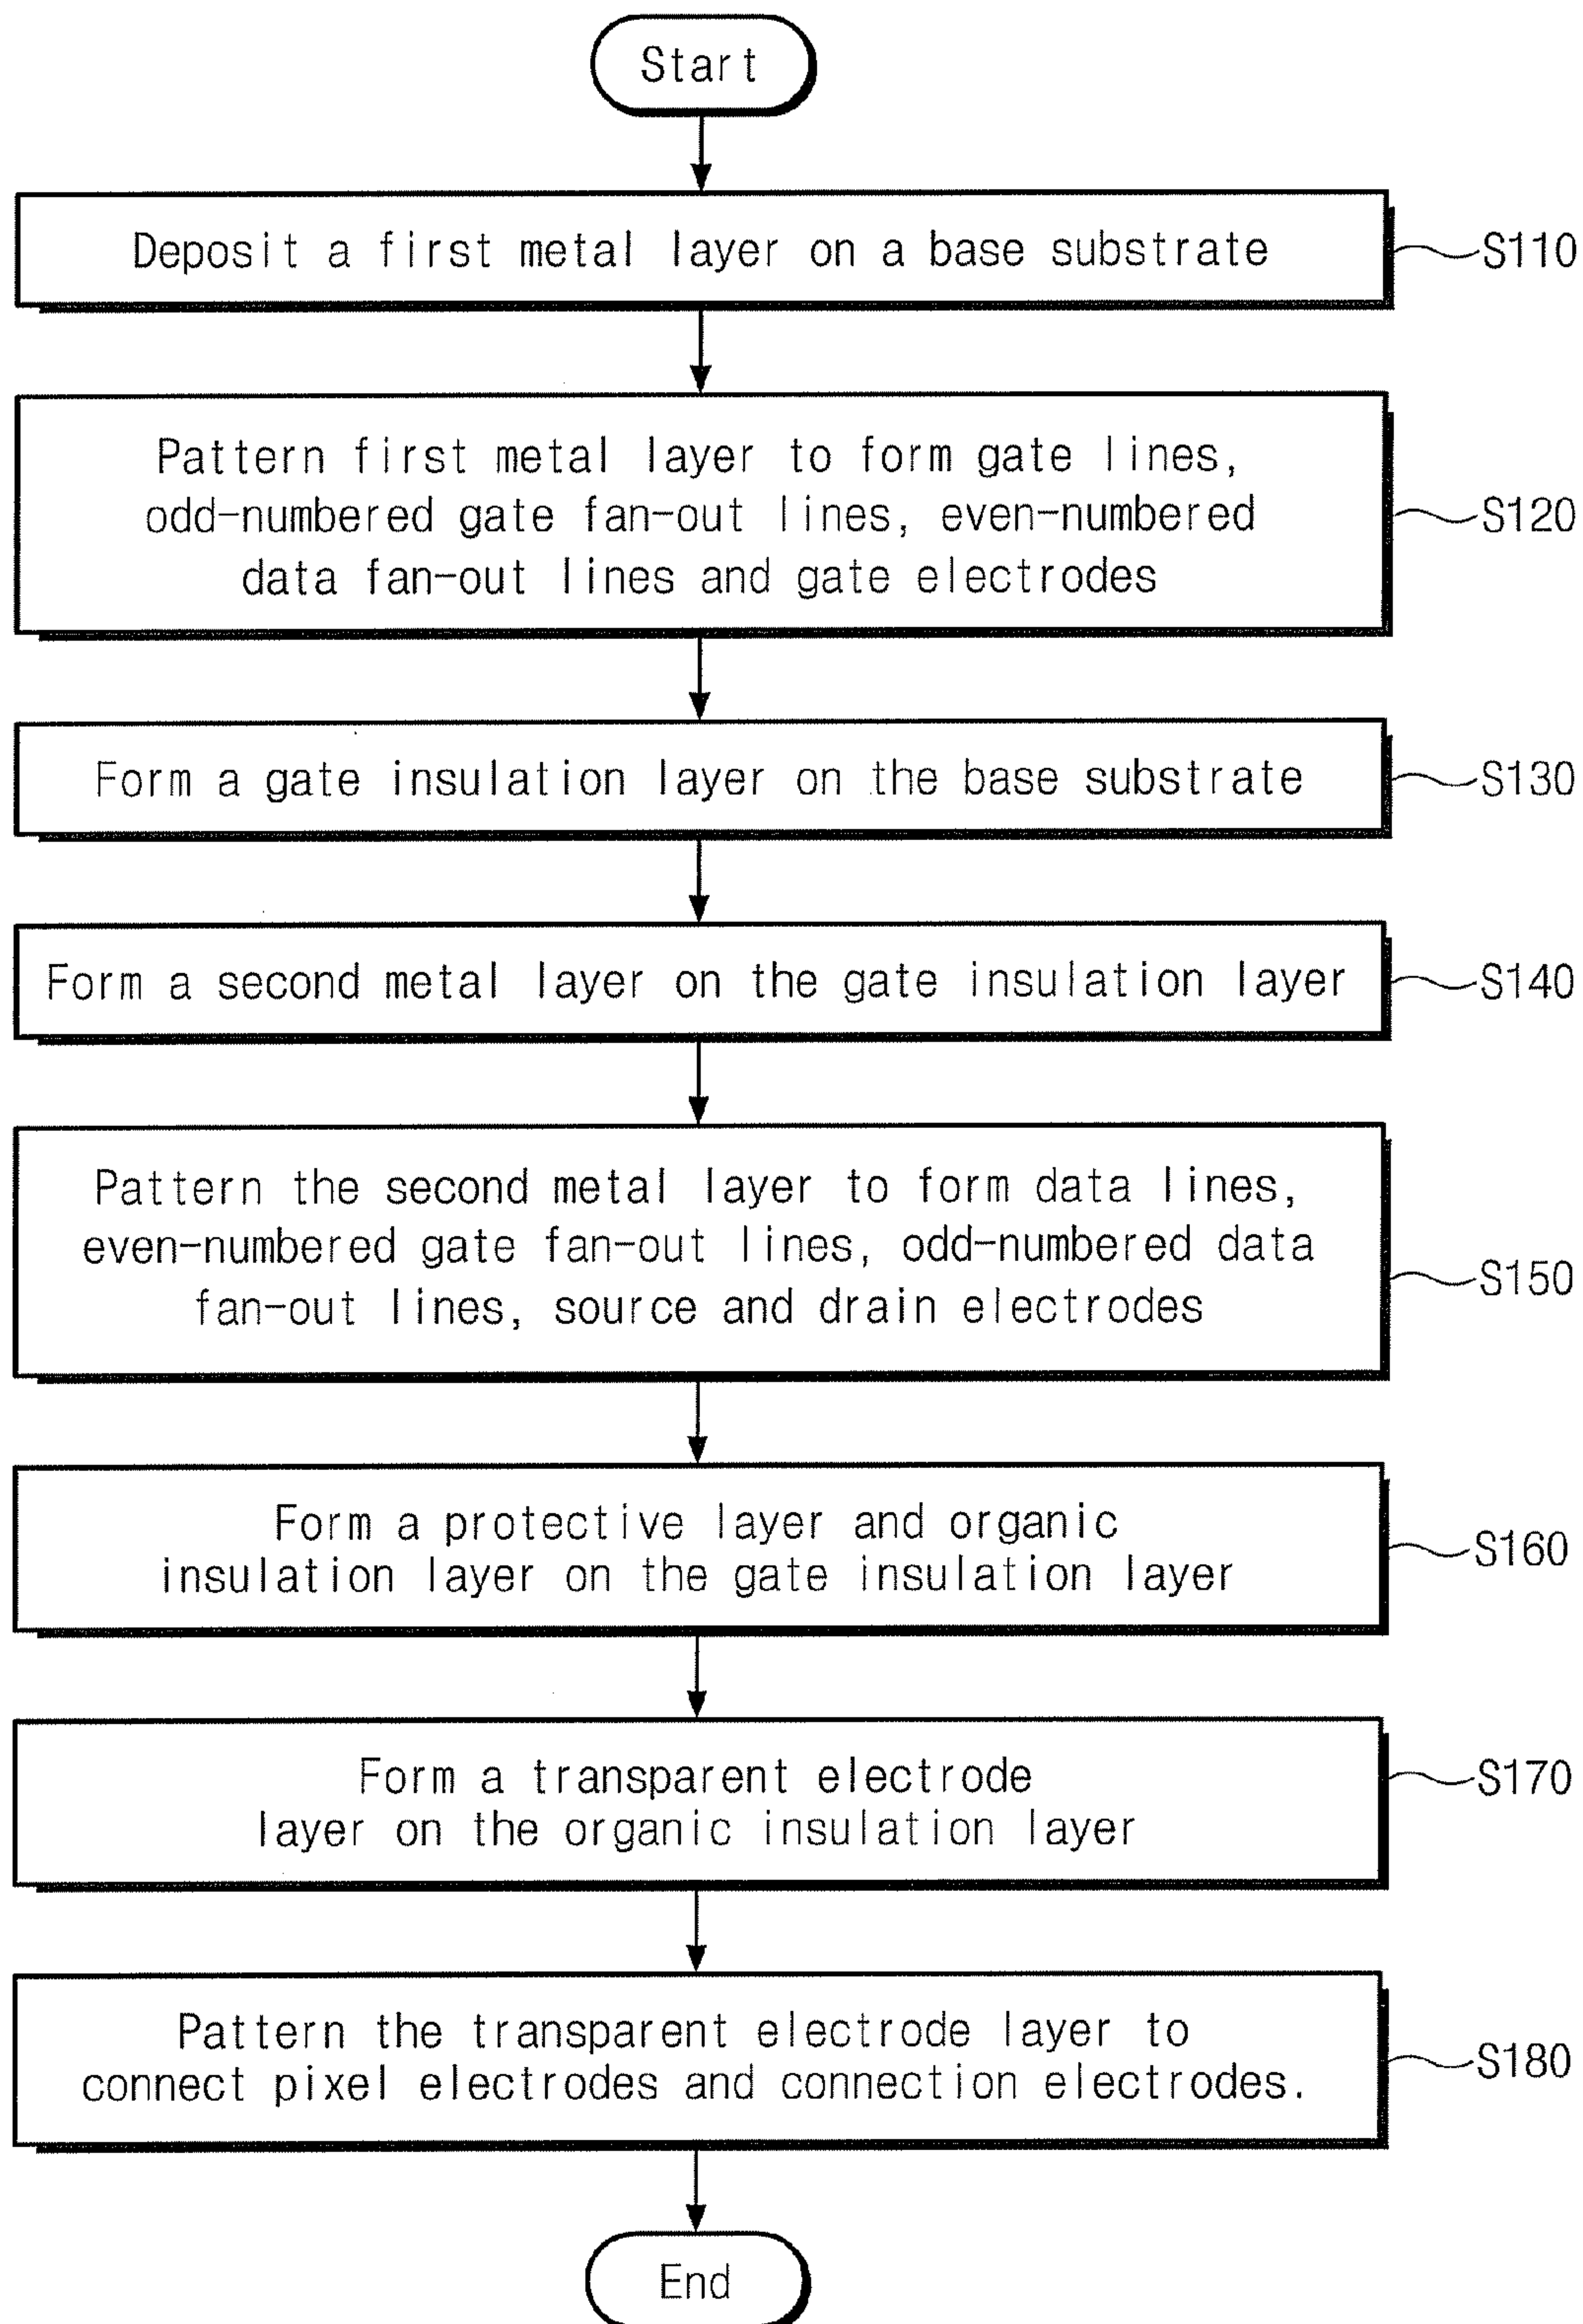 Start
Deposit a first metal layer on a base substrate
S110
Pattern first metal layer to form gate lines,
odd-numbered gate fan-out lines, even-numbered
data fan-out lines and gate electrodes
S120
Form a gate insulation layer on the base substrate
S130
Form a second metal layer on the gate insulation layer
S140
Pattern the second metal layer to form data lines,
even-numbered gate fan-out lines, odd-numbered data
fan-out lines, source and drain electrodes
S150
Form a protective layer and organic
insulation layer on the gate insulation layer
S160
Form a transparent electrode
layer on the organic insulation layer
S170
Pattern the transparent electrode layer to
connect pixel electrodes and connection electrodes.
S180
End